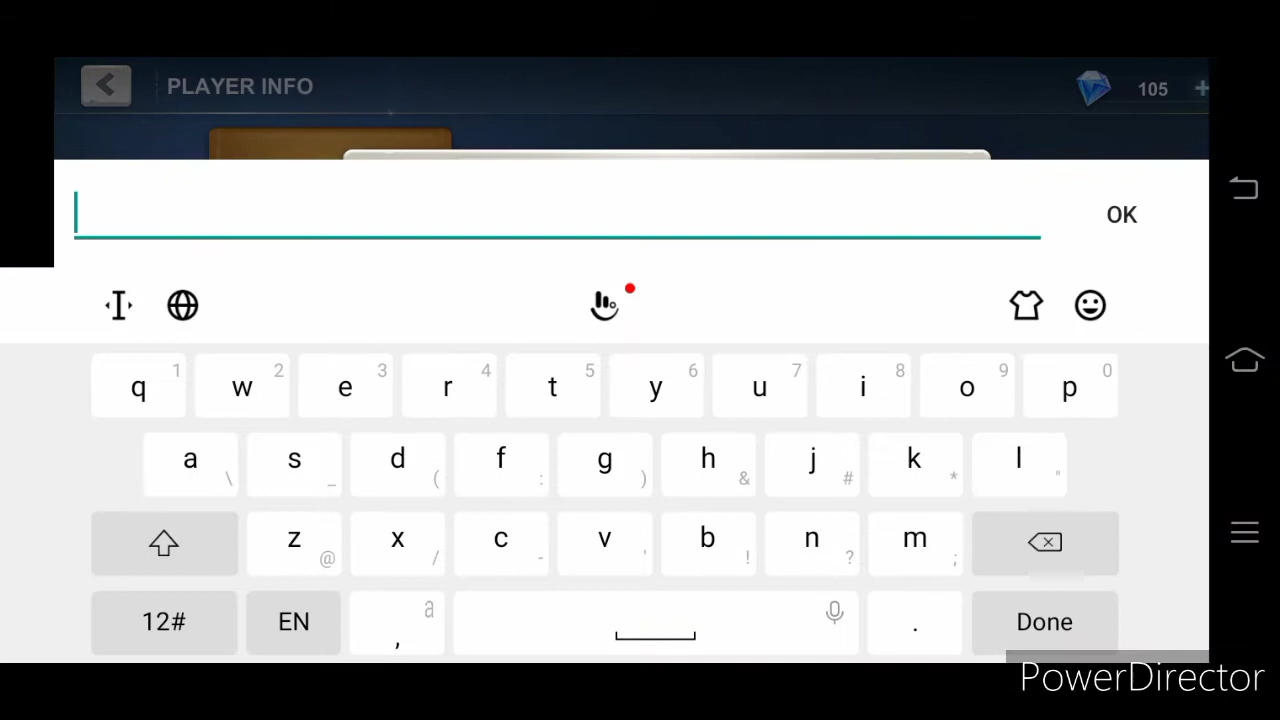 PLAYER INFO
105 +
OK
q 1 w 2 e 3 r 4 t 5 y 6 u 7 i 8 o 9 p 0
a \ s _ d ( f : g ) h & j # k * l "
z @ x / c - v ' b ! n ? m ;
12# EN , a . Done
PowerDirector